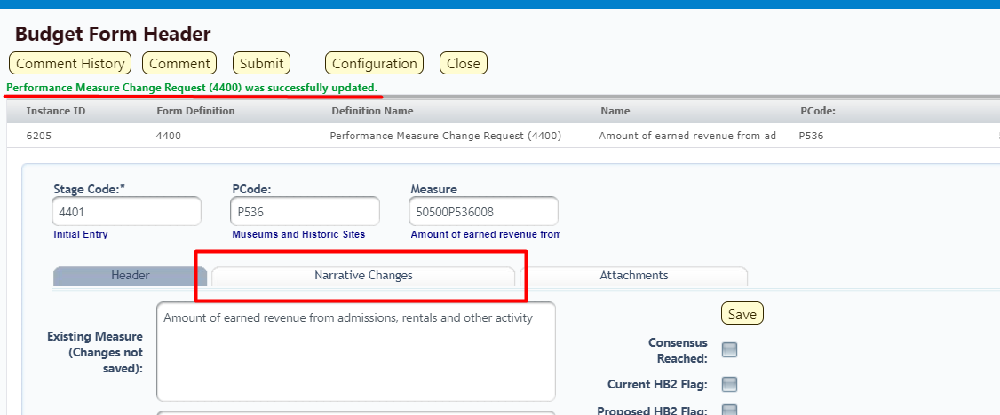 Budget Form Header
Comment History Comment Submit Configuration Close
Performance Measure Change Request (4400) was successfully updated.
Instance ID Form Definition Definition Name Name PCode:
6205 4400 Performance Measure Change Request (4400) Amount of earned revenue from ad P536
Stage Code:* PCode: Measure
4401 P536 50500P536008
Initial Entry Museums and Historic Sites Amount of earned revenue from
Header Narrative Changes Attachments
Amount of earned revenue from admissions, rentals and other activity
Save
Existing Measure
(Changes not
saved):
Consensus
Reached:
Current HB2 Flag:
Proposed HB2 Flag: